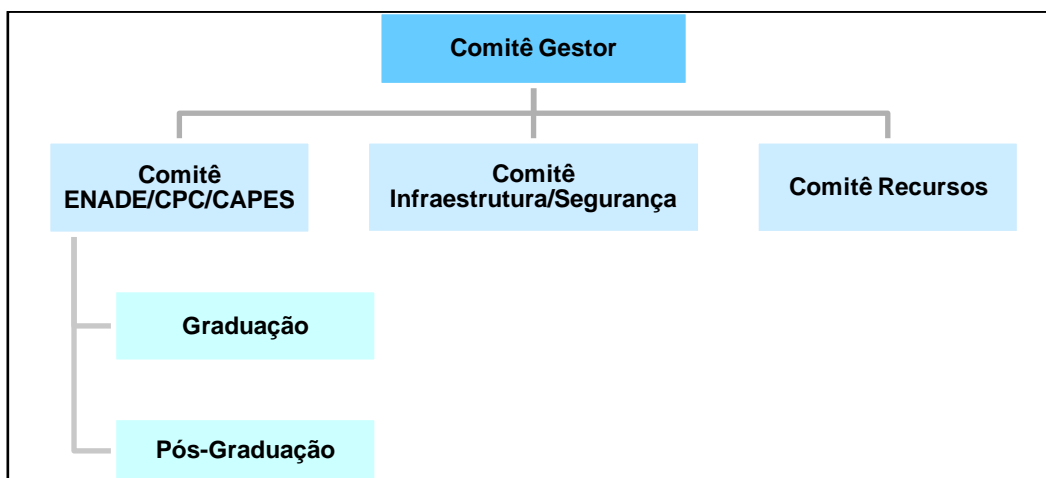 Comitê Gestor
Comitê
ENADE/CPC/CAPES
Comitê
Infraestrutura/Segurança
Comitê Recursos
Graduação
Pós-Graduação